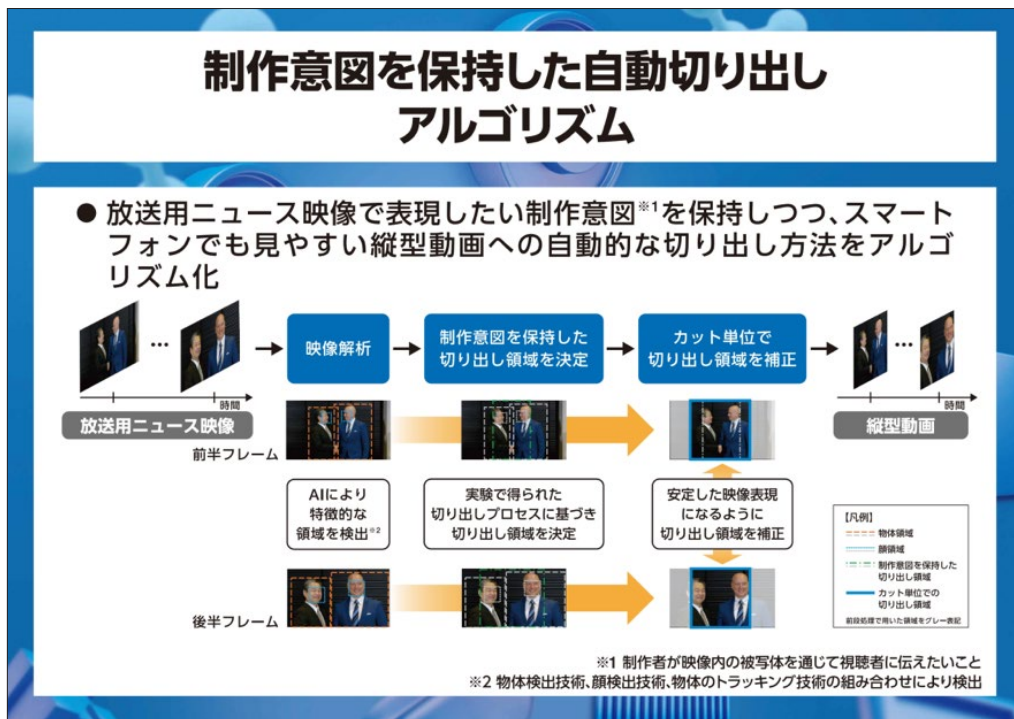 制作意図を保持した自動切り出し
アルゴリズム
● 放送用ニュース映像で表現したい制作意図※1を保持しつつ、スマート
フォンでも見やすい縦型動画への自動的な切り出し方法をアルゴ
リズム化
...
時間
放送用ニュース映像
映像解析
制作意図を保持した
切り出し領域を決定
カット単位で
切り出し領域を補正
...
時間
縦型動画
前半フレーム
AIにより
特徴的な
領域を検出※2
実験で得られた
切り出しプロセスに基づき
切り出し領域を決定
安定した映像表現
になるように
切り出し領域を補正
後半フレーム
【凡例】
物体領域
顔領域
制作意図を保持した
切り出し領域
カット単位での
切り出し領域
前段処理で用いた領域をグレー表記
※1 制作者が映像内の被写体を通じて視聴者に伝えたいこと
※2 物体検出技術、顔検出技術、物体のトラッキング技術の組み合わせにより検出